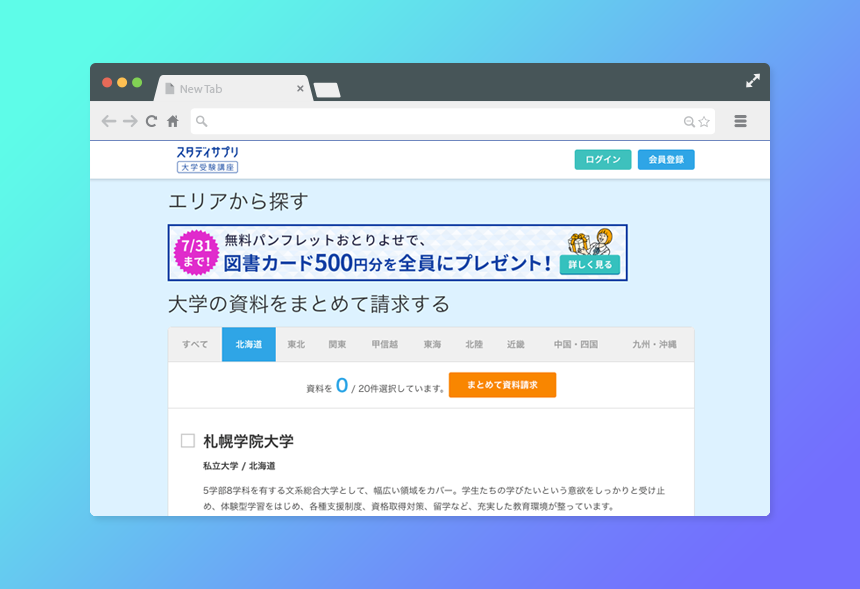 New Tab
スタディサプリ
大学受験講座
ログイン
会員登録
エリアから探す
7/31
まで!
無料パンフレットおとりよせで、
図書カード500円分を全員にプレゼント!
詳しく見る
大学の資料をまとめて請求する
すべて 北海道 東北 関東 甲信越 東海 北陸 近畿 中国・四国 九州・沖縄
資料を 0 / 20件選択しています。
まとめて資料請求
札幌学院大学
私立大学 / 北海道
5学部8学科を有する文系総合大学として、幅広い領域をカバー。学生たちの学びたいという意欲をしっかりと受け止
め、体験型学習をはじめ、各種支援制度、資格取得対策、留学など、充実した教育環境が整っています。